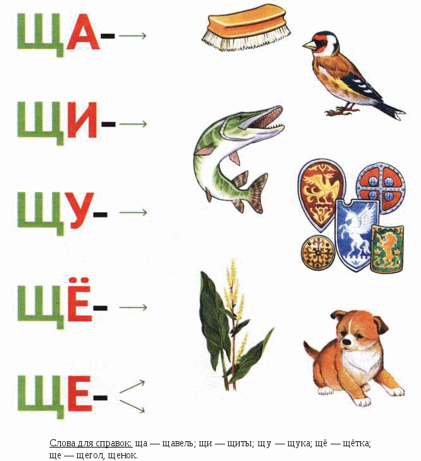 ЩА-
ЩИ-
ЩУ-
ЩЁ-
ЩЕ-
Слова для справок: ща — щавель; щи — щиты; щу — щука; щё — щётка;
ще — щегол, щенок.